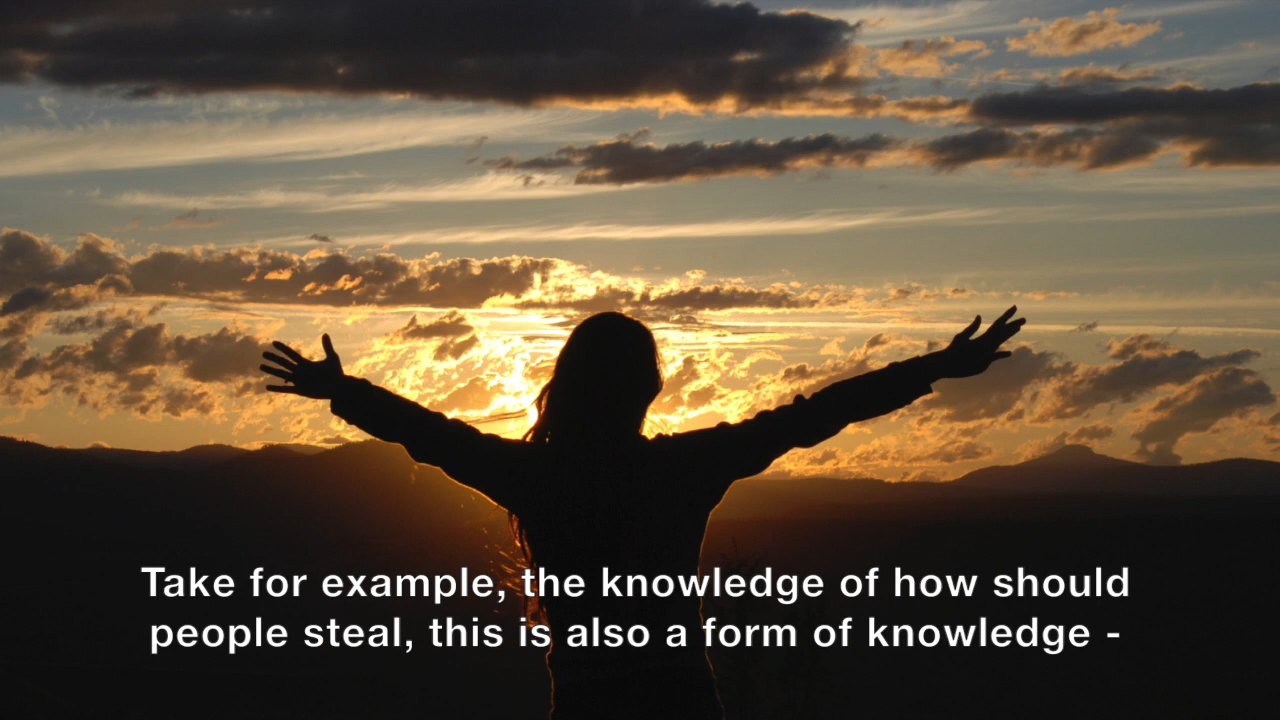 Take for example, the knowledge of how should
people steal, this is also a form of knowledge -